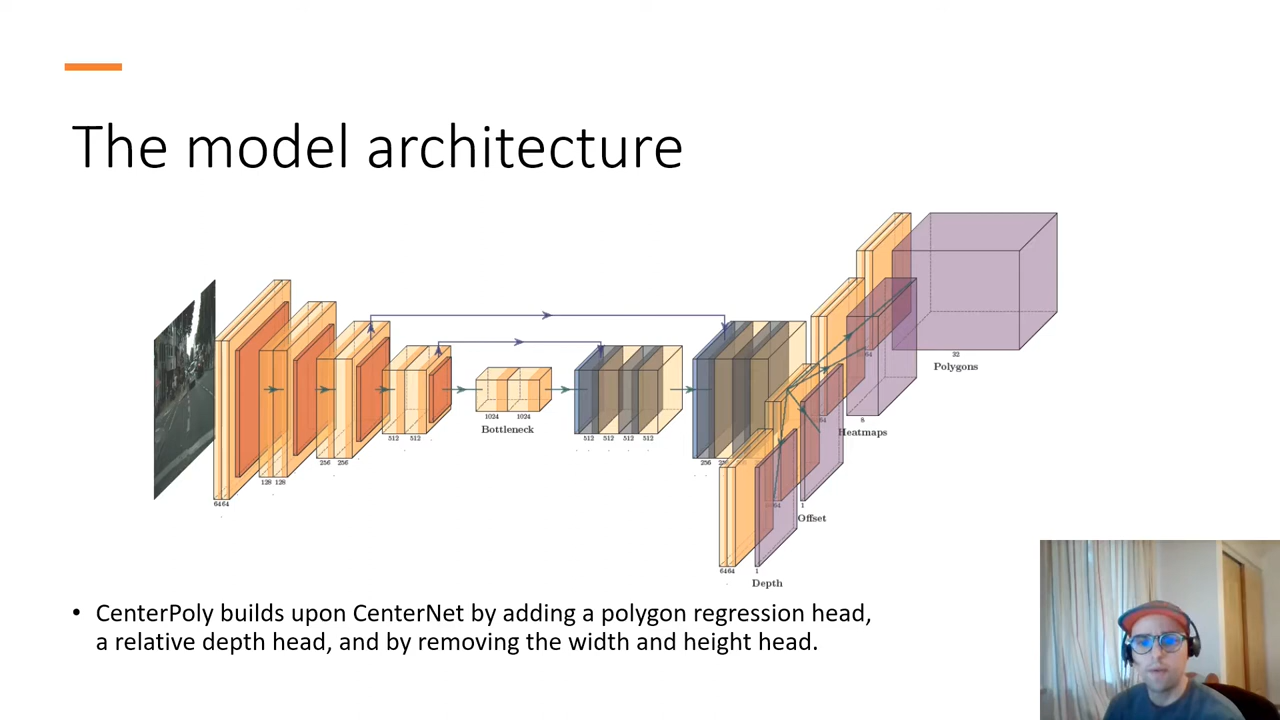 The model architecture
32
Polygons
64
8
Heatmaps
64
1024 1024
Bottleneck
512 512
512 512 512 512
256 256
256
128 128
64 64
64
1
Offset
64 64
1
Depth
• CenterPoly builds upon CenterNet by adding a polygon regression head,
a relative depth head, and by removing the width and height head.